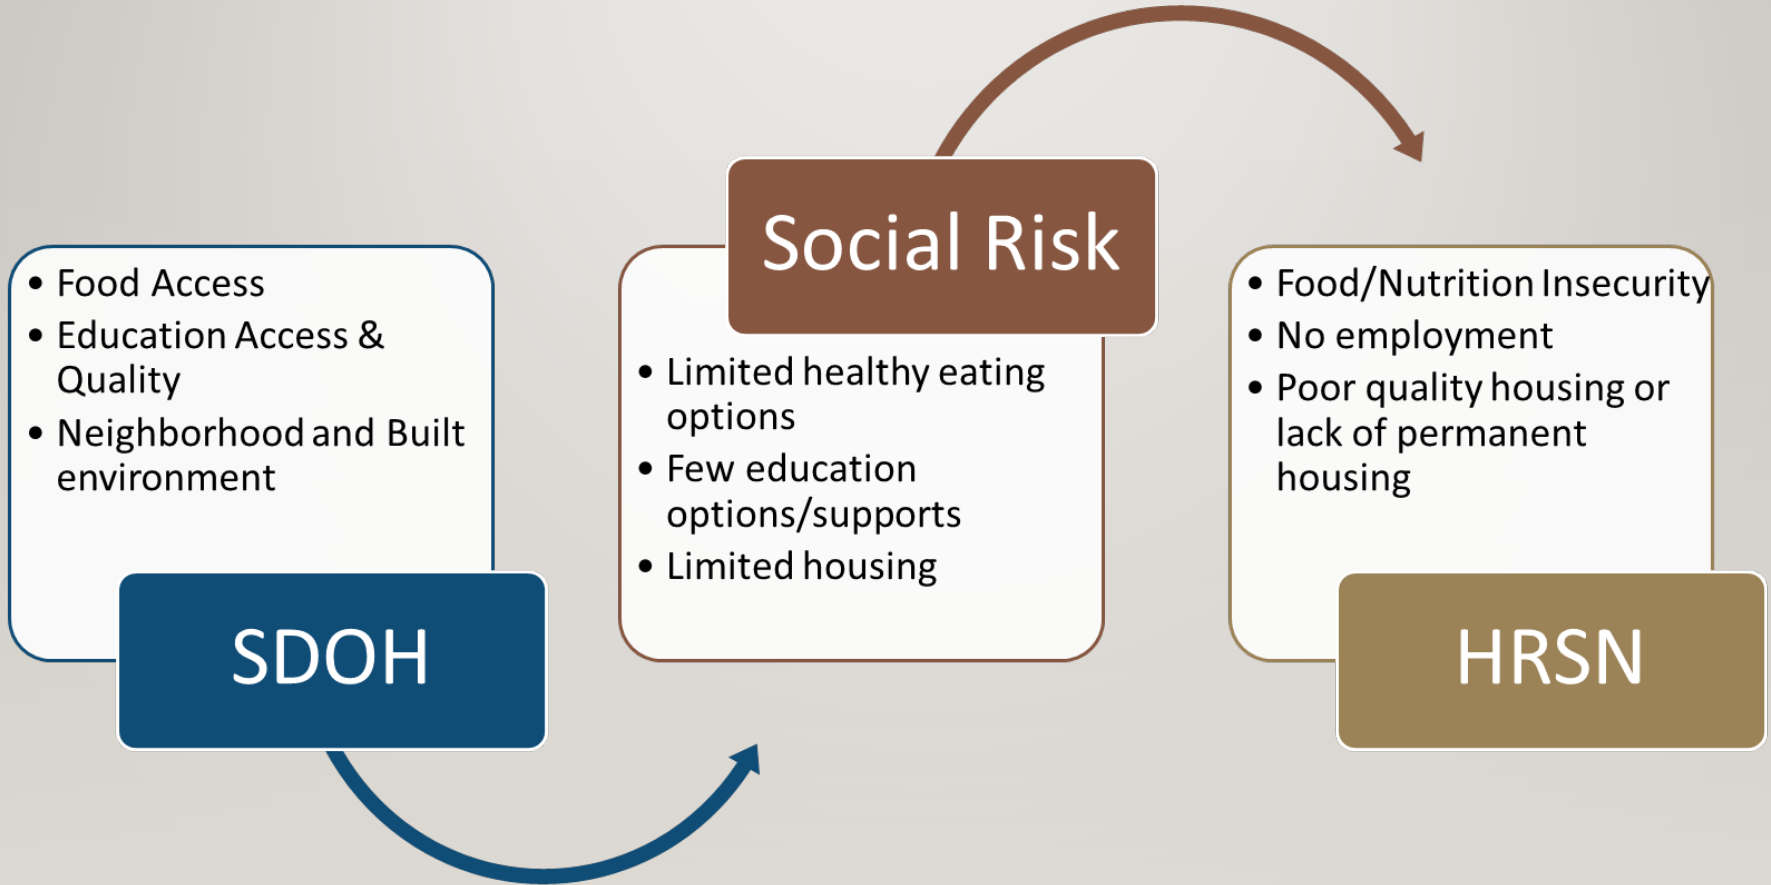 • Food Access
• Education Access &
Quality
• Neighborhood and Built
environment
SDOH
Social Risk
• Limited healthy eating
options
• Few education
options/supports
• Limited housing
• Food/Nutrition Insecurity
• No employment
• Poor quality housing or
lack of permanent
housing
HRSN